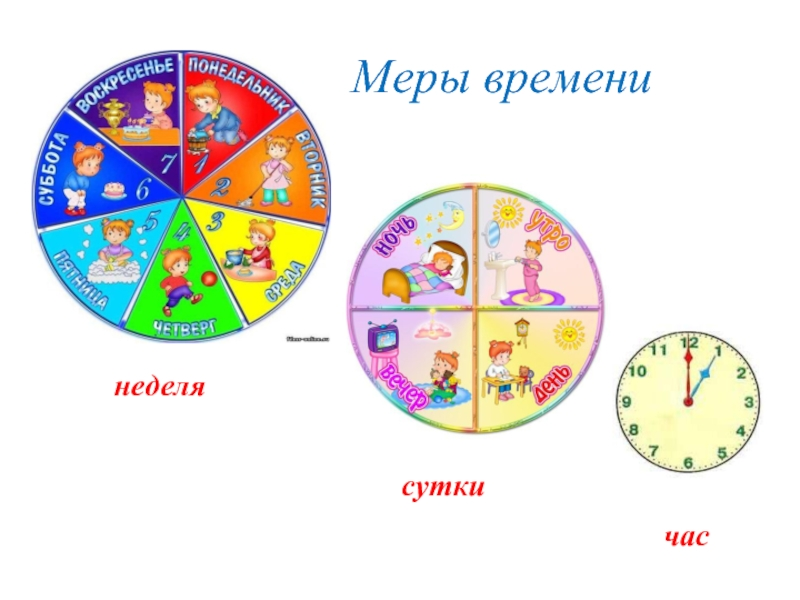 Меры времени
ВОСКРЕСЕНЬЕ
7
ПОНЕДЕЛЬНИК
1
ВТОРНИК
2
СРЕДА
3
ЧЕТВЕРГ
4
ПЯТНИЦА
5
СУББОТА
6
неделя
ночь
утро
вечер
день
сутки
12
1
2
3
4
5
6
7
8
9
10
11
час